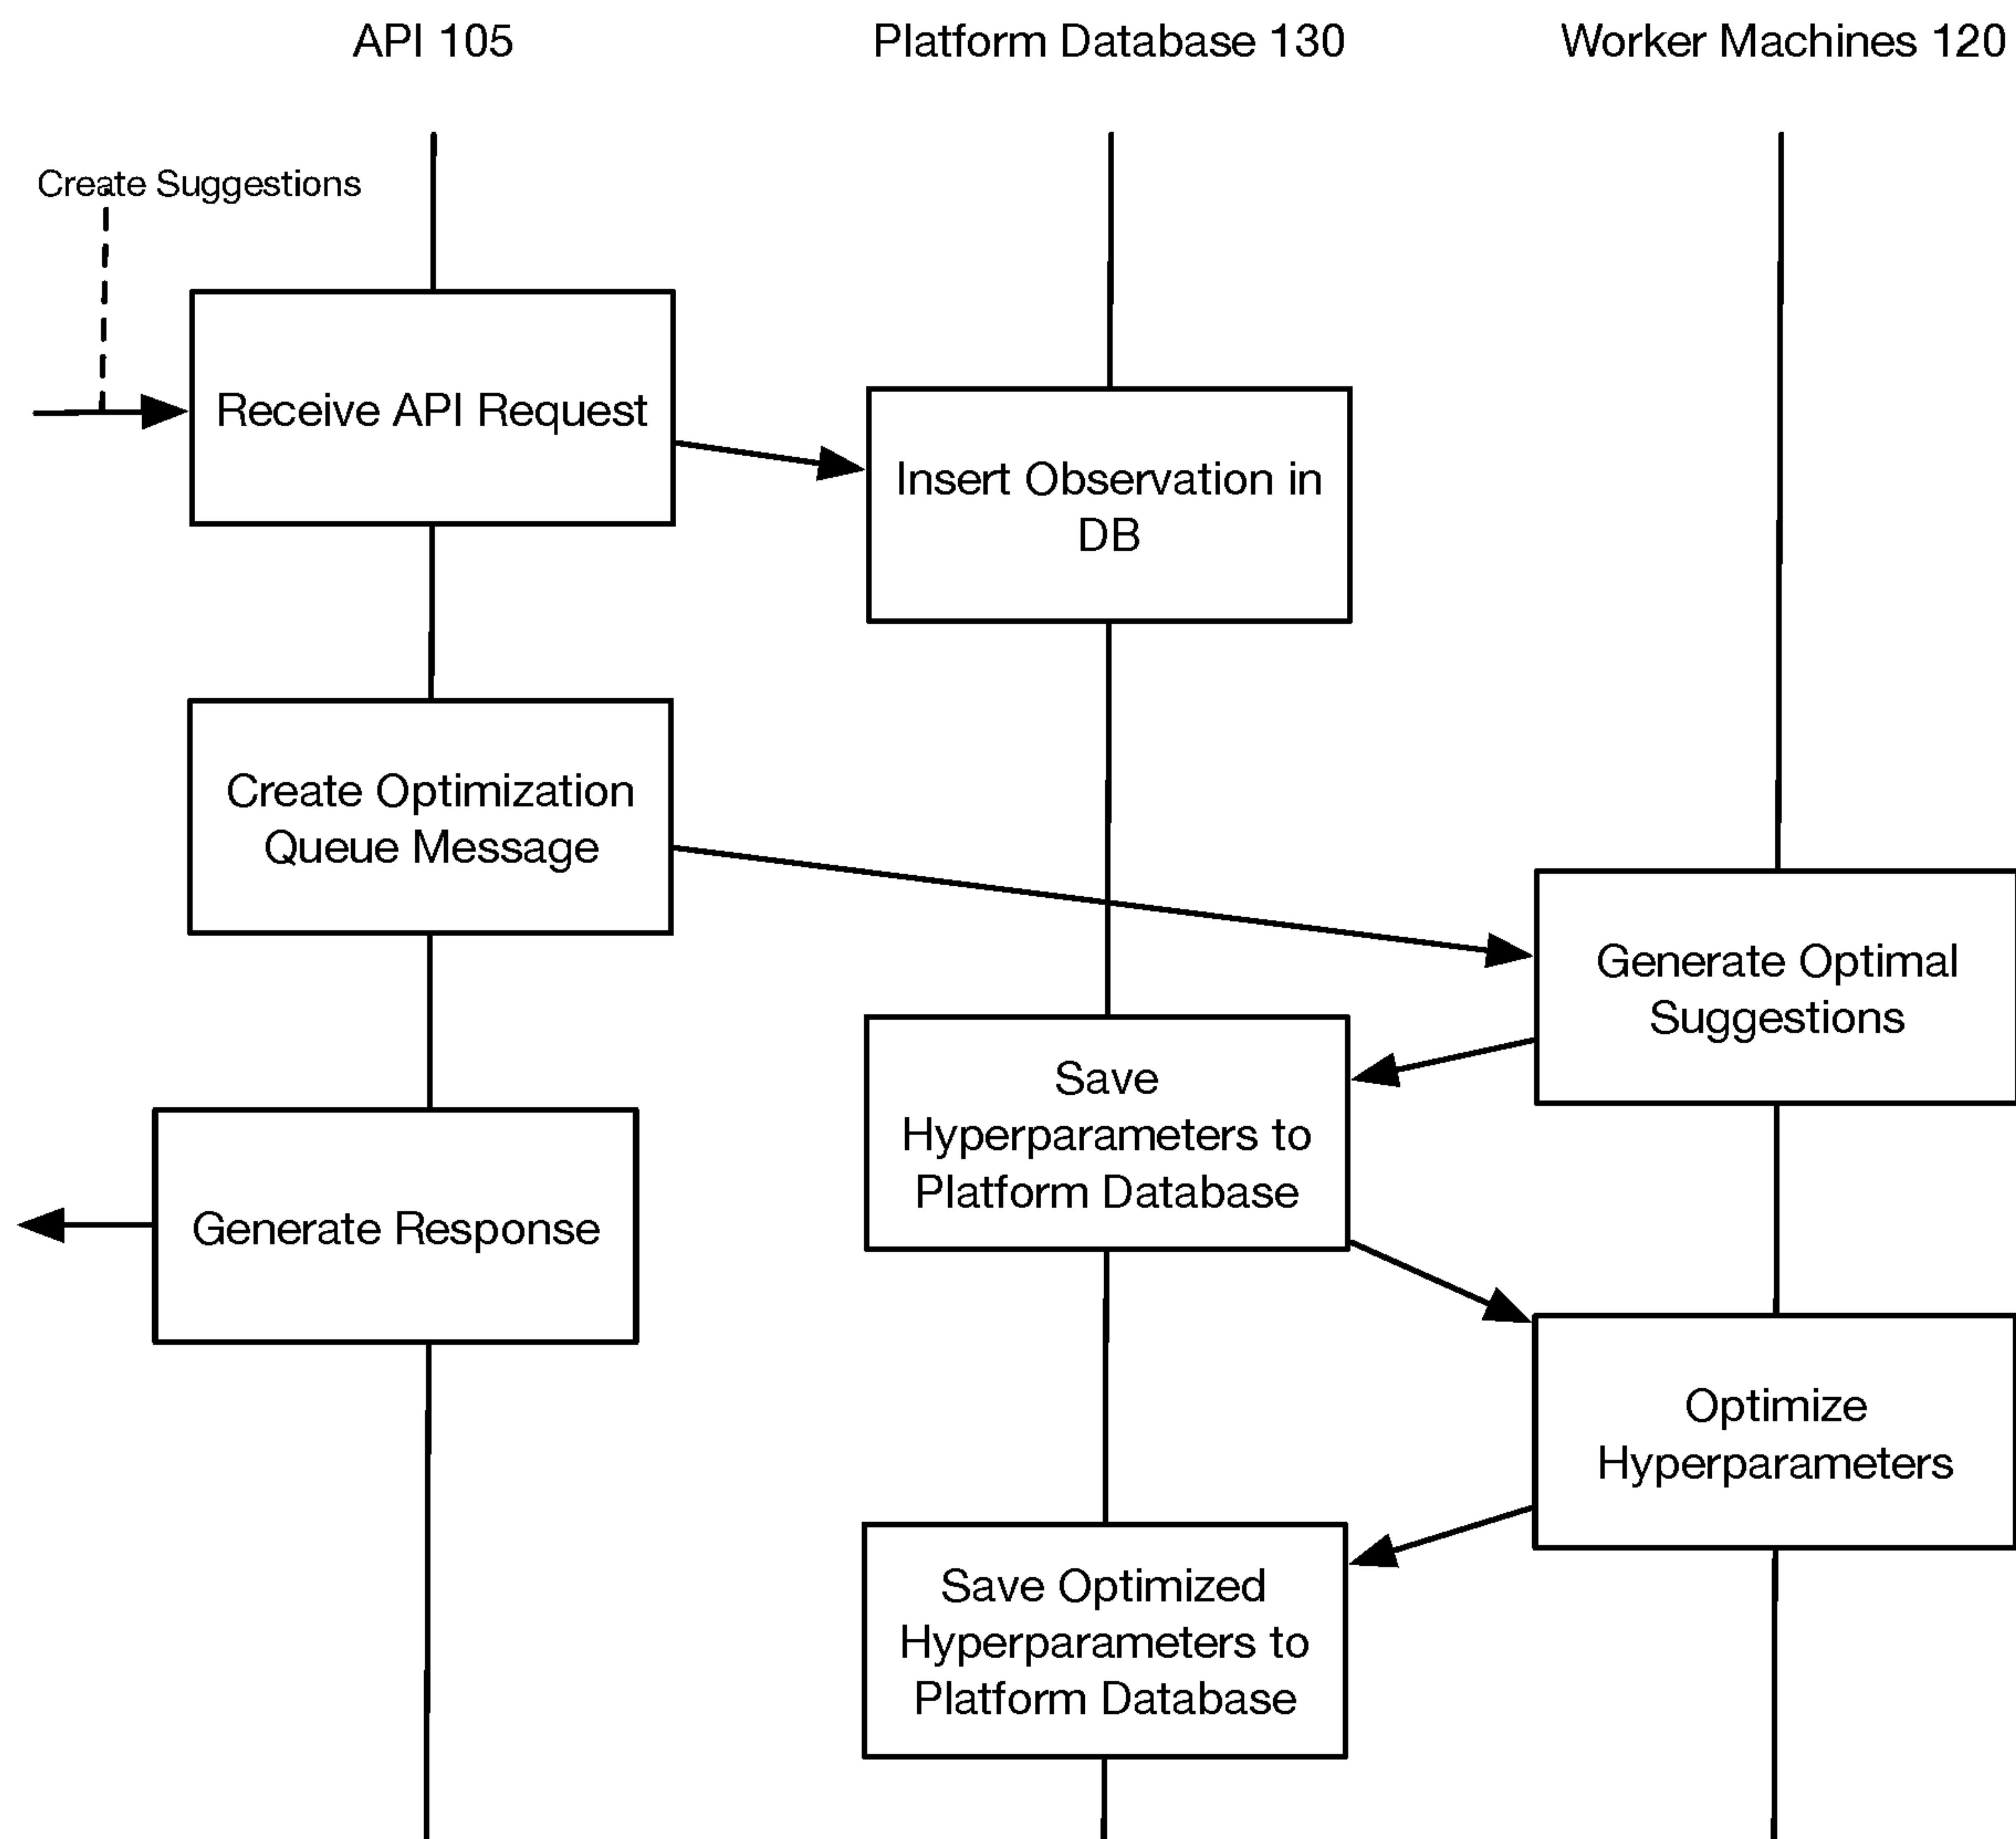 API 105
Platform Database 130
Worker Machines 120
Create Suggestions
Receive API Request
Insert Observation in
DB
Create Optimization
Queue Message
Generate Optimal
Suggestions
Save
Hyperparameters to
Platform Database
Generate Response
Optimize
Hyperparameters
Save Optimized
Hyperparameters to
Platform Database